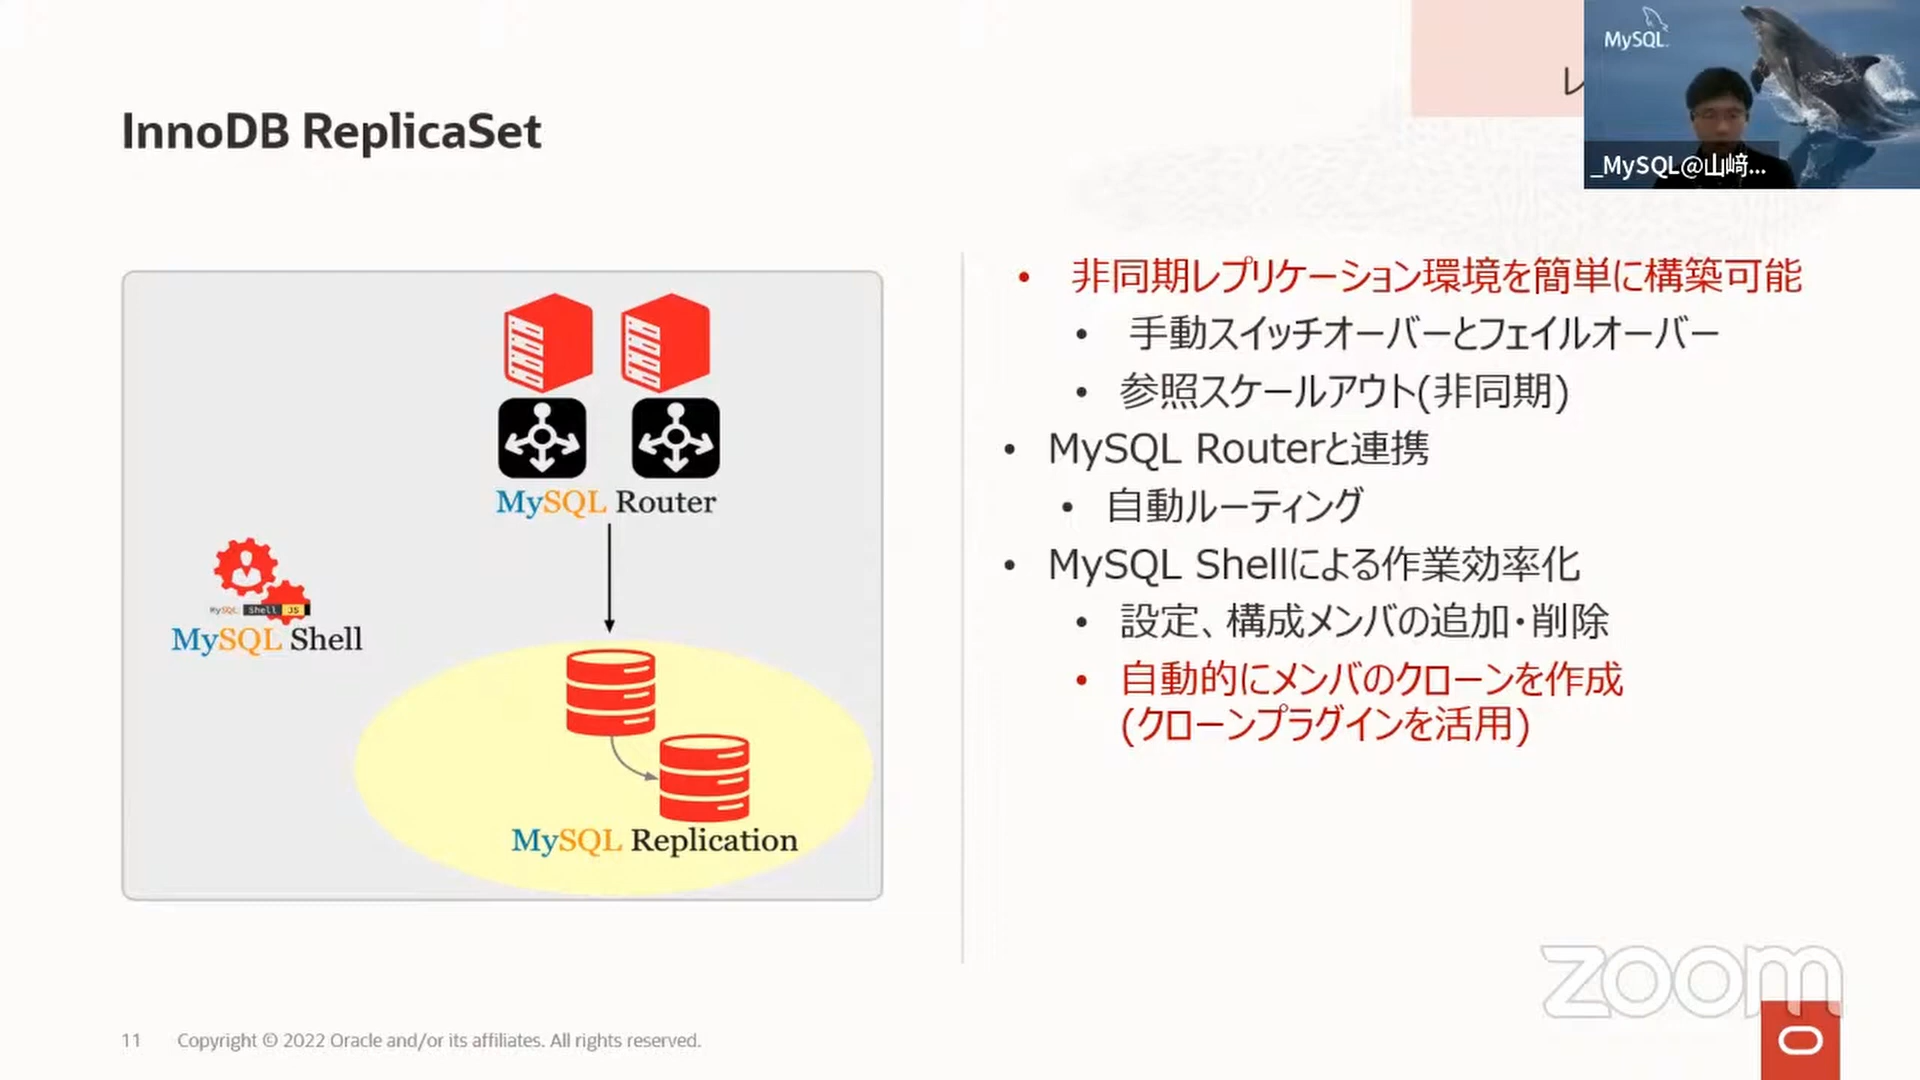 レ
MySQL
_MySQL@山﨑...
InnoDB ReplicaSet
MySQL Router
MySQL Shell JS
MySQL Shell
MySQL Replication
• 非同期レプリケーション環境を簡単に構築可能
• 手動スイッチオーバーとフェイルオーバー
• 参照スケールアウト(非同期)
• MySQL Routerと連携
• 自動ルーティング
• MySQL Shellによる作業効率化
• 設定、構成メンバの追加・削除
• 自動的にメンバのクローンを作成
(クローンプラグインを活用)
zoom
11 Copyright © 2022 Oracle and/or its affiliates. All rights reserved.